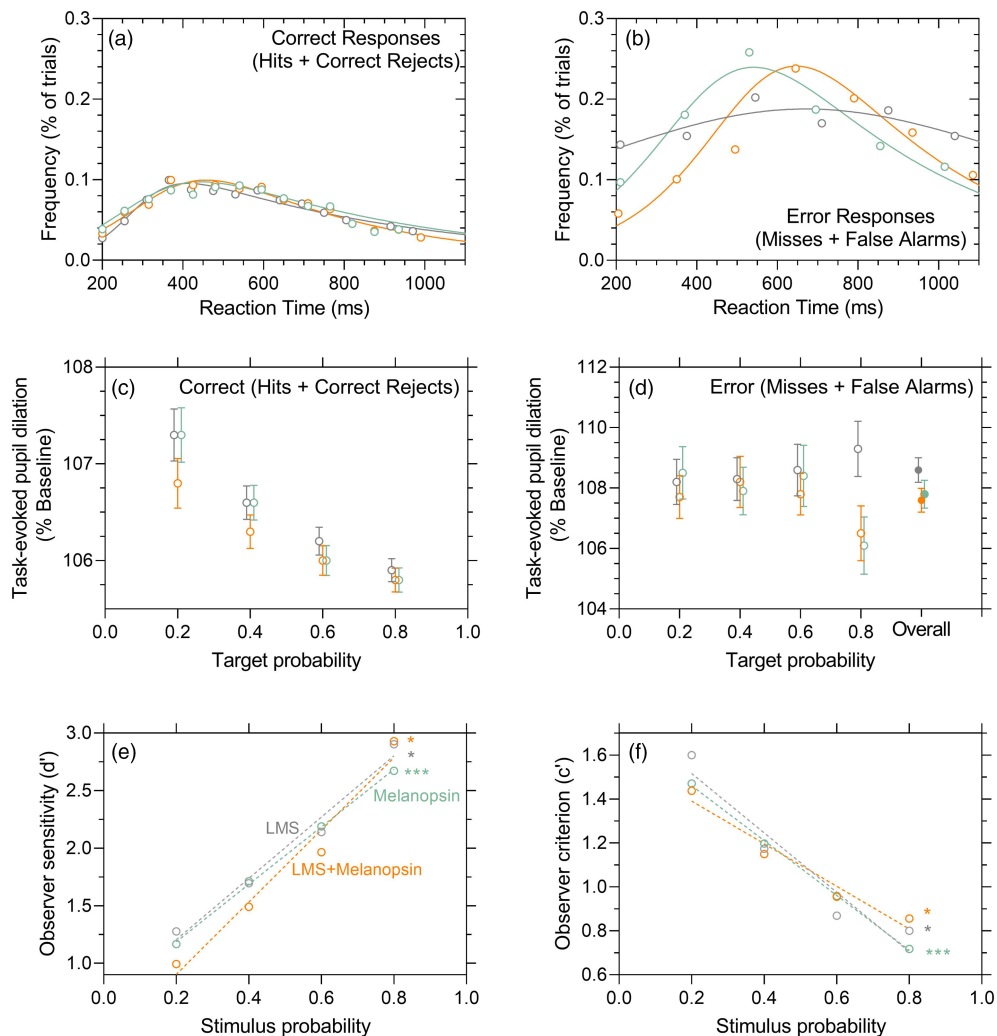 (a)
Correct Responses
(Hits + Correct Rejects)
Frequency (% of trials)
0.3
0.2
0.1
0.0
200 400 600 800 1000
Reaction Time (ms)
(b)
Error Responses
(Misses + False Alarms)
Frequency (% of trials)
0.3
0.2
0.1
0.0
200 400 600 800 1000
Reaction Time (ms)
(c)
Correct (Hits + Correct Rejects)
Task-evoked pupil dilation
(% Baseline)
108
107
106
0.0 0.2 0.4 0.6 0.8 1.0
Target probability
(d)
Error (Misses + False Alarms)
Task-evoked pupil dilation
(% Baseline)
112
110
108
106
104
0.0 0.2 0.4 0.6 0.8 Overall
Target probability
(e)
Observer sensitivity (d')
3.0
2.5
2.0
1.5
1.0
*
*
***
Melanopsin
LMS
LMS+Melanopsin
0.0 0.2 0.4 0.6 0.8 1.0
Stimulus probability
(f)
Observer criterion (c')
1.6
1.4
1.2
1.0
0.8
0.6
*
*
***
0.0 0.2 0.4 0.6 0.8 1.0
Stimulus probability